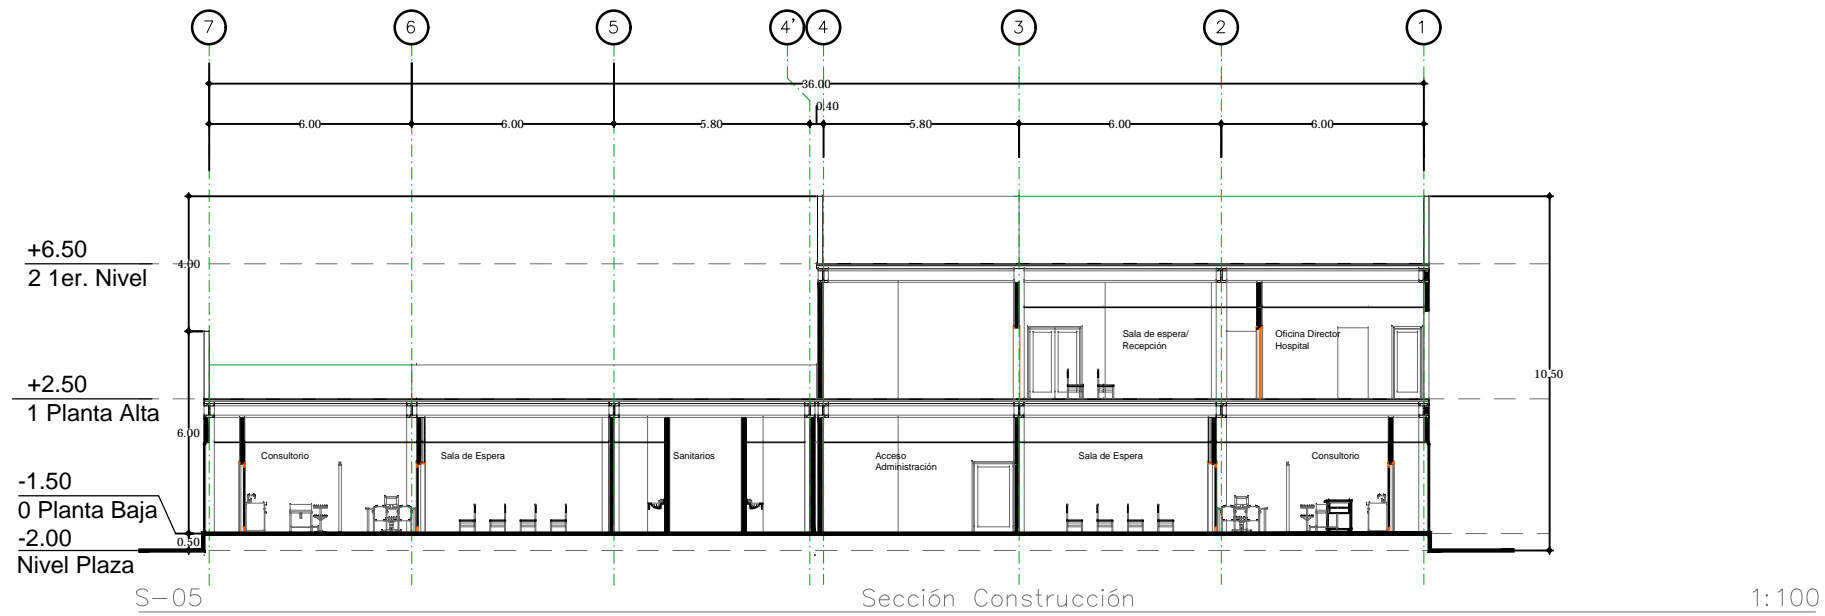 7 6 5 4' 4 3 2 1
36.00
0.40
6.00 6.00 5.80 5.80 6.00 6.00
+6.50
4.00
2 1er. Nivel
Sala de espera/
Recepción
Oficina Director
Hospital
10.50
+2.50
1 Planta Alta
6.00
Consultorio
Sala de Espera
Sanitarios
Acceso
Administración
Sala de Espera
Consultorio
-1.50
0 Planta Baja
-2.00
0.50
Nivel Plaza
S-05 Sección Construcción 1:100